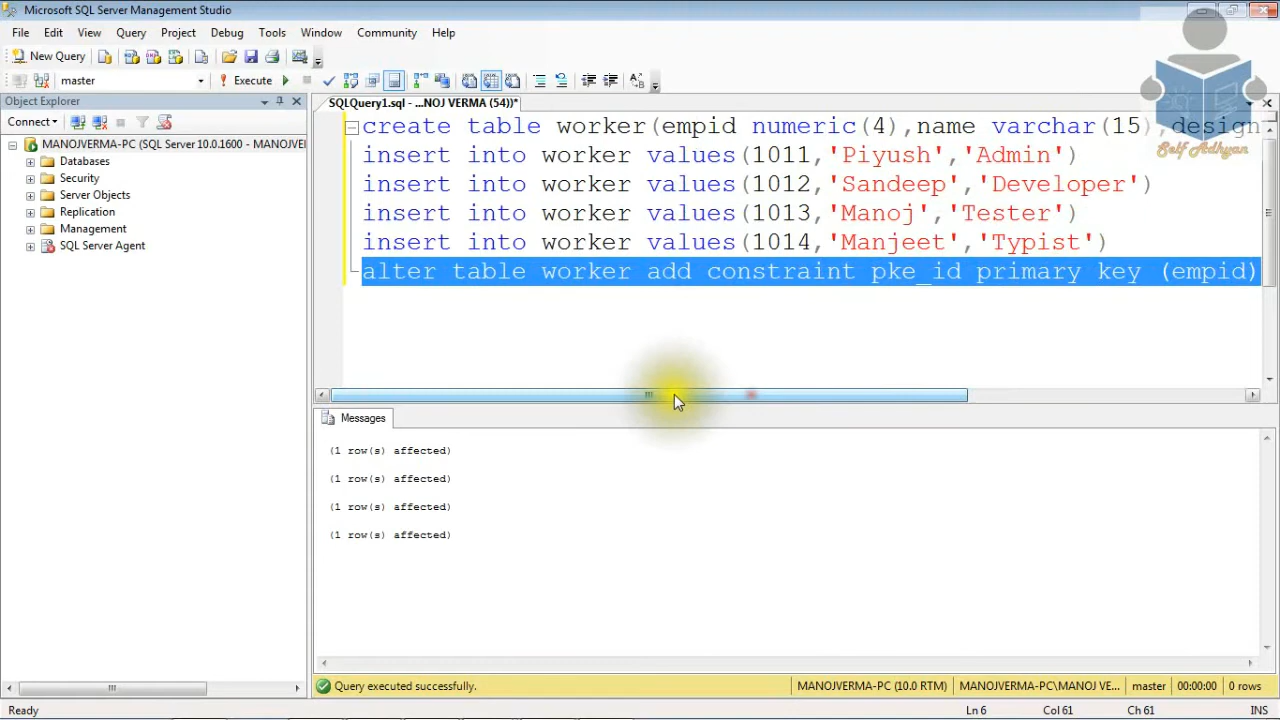 Microsoft SQL Server Management Studio
File Edit View Query Project Debug Tools Window Community Help
New Query
master Execute
Object Explorer
SQLQuery1.sql - ...NOJ VERMA (54))*
Connect
MANOJVERMA-PC (SQL Server 10.0.1600 - MANOJVEI
Databases
Security
Server Objects
Replication
Management
SQL Server Agent
create table worker(empid numeric(4),name varchar(15),design
insert into worker values(1011,'Piyush','Admin')
insert into worker values(1012,'Sandeep','Developer')
insert into worker values(1013,'Manoj','Tester')
insert into worker values(1014,'Manjeet','Typist')
alter table worker add constraint pke_id primary key (empid)
Self Adhyan
Messages
(1 row(s) affected)
(1 row(s) affected)
(1 row(s) affected)
(1 row(s) affected)
Query executed successfully. MANOJVERMA-PC (10.0 RTM) MANOJVERMA-PC\MANOJ VE... master 00:00:00 0 rows
Ready Ln 6 Col 61 Ch 61 INS